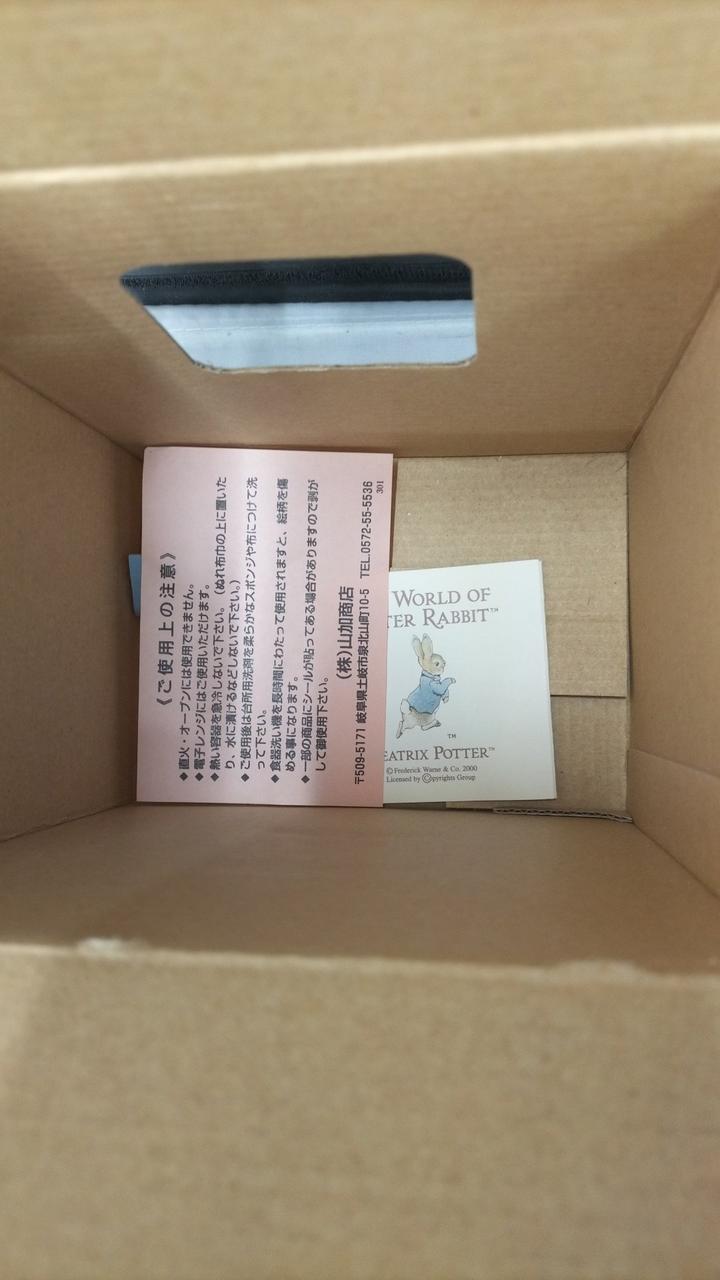 《ご使用上の注意》
◆直火・オーブンには使用できません。
◆電子レンジにはご使用いただけます。
◆熱い容器を急冷しないで下さい。(ぬれ布巾の上に置いた
り、水に漬けるなどしないで下さい。)
◆ご使用後は台所用洗剤を柔らかなスポンジや布につけて洗
って下さい。
◆食器洗い機を長時間にわたって使用されますと、絵柄を傷
める事になります。
◆一部の商品にシールが貼ってある場合がありますので剥が
して御使用下さい。
(株)山加商店
〒509-5171 岐阜県土岐市泉北山町10-5 TEL.0572-55-5536
301
WORLD OF
TER RABBIT™
™
EATRIX POTTER™
© Frederick Warne & Co. 2000
Licensed by ©opyrights Group